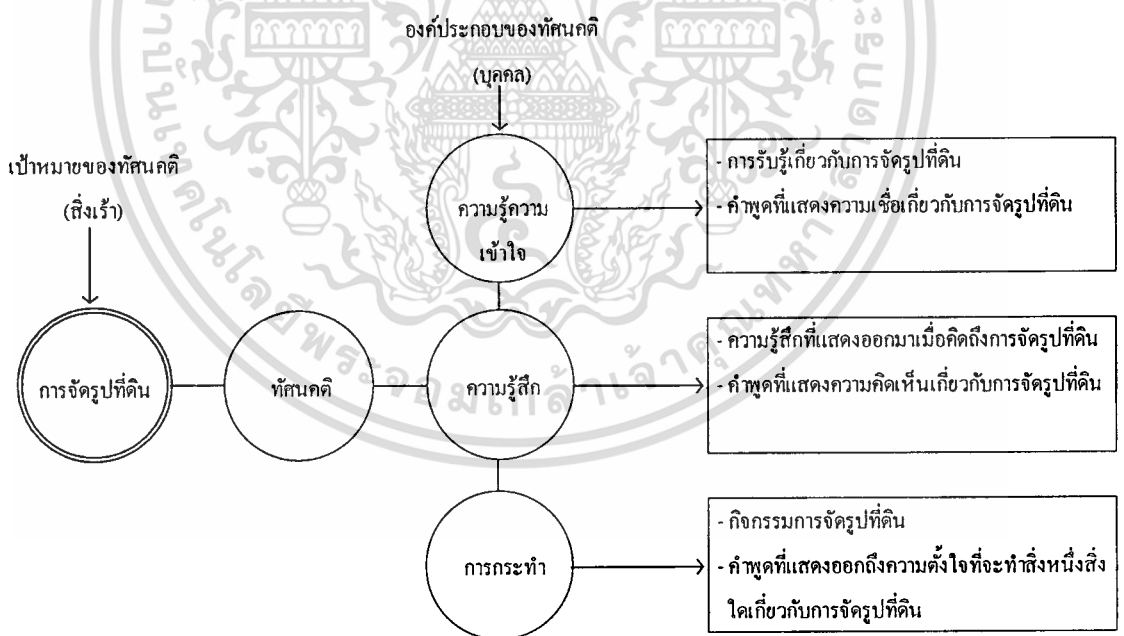 องค์ประกอบของทัศนคติ
(บุคคล)
เป้าหมายของทัศนคติ
(สิ่งเร้า)
ความรู้ความ
เข้าใจ
- การรับรู้เกี่ยวกับการจัดรูปที่ดิน
- คำพูดที่แสดงความเชื่อเกี่ยวกับการจัดรูปที่ดิน
การจัดรูปที่ดิน
ทัศนคติ
ความรู้สึก
- ความรู้สึกที่แสดงออกมาเมื่อคิดถึงการจัดรูปที่ดิน
- คำพูดที่แสดงความคิดเห็นเกี่ยวกับการจัดรูปที่ดิน
การกระทำ
- กิจกรรมการจัดรูปที่ดิน
- คำพูดที่แสดงออกถึงความตั้งใจที่จะทำสิ่งหนึ่งสิ่ง
ใดเกี่ยวกับการจัดรูปที่ดิน